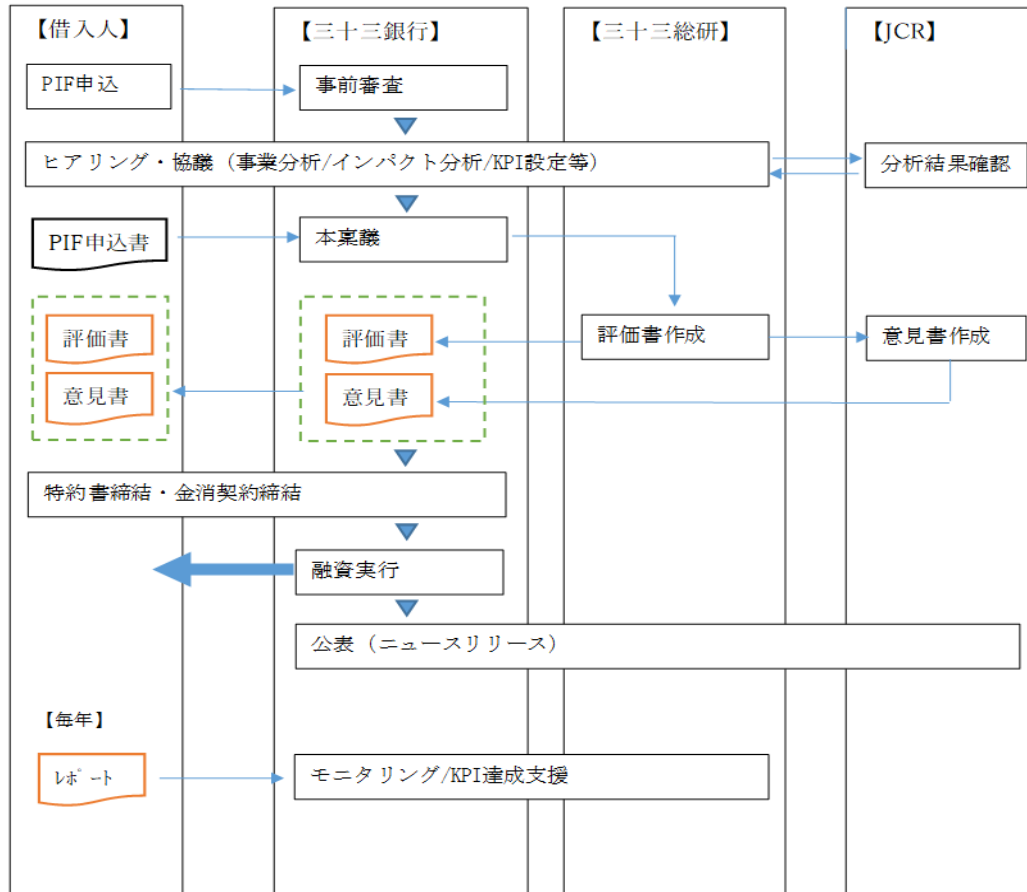 【借入人】
【三十三銀行】
【三十三総研】
【JCR】
PIF申込
事前審査
ヒアリング・協議（事業分析/インパクト分析/KPI設定等）
分析結果確認
PIF申込書
本稟議
評価書
評価書
評価書作成
意見書作成
意見書
意見書
特約書締結・金消契約締結
融資実行
公表（ニュースリリース）
【毎年】
ﾚﾎﾟｰﾄ
モニタリング/KPI達成支援